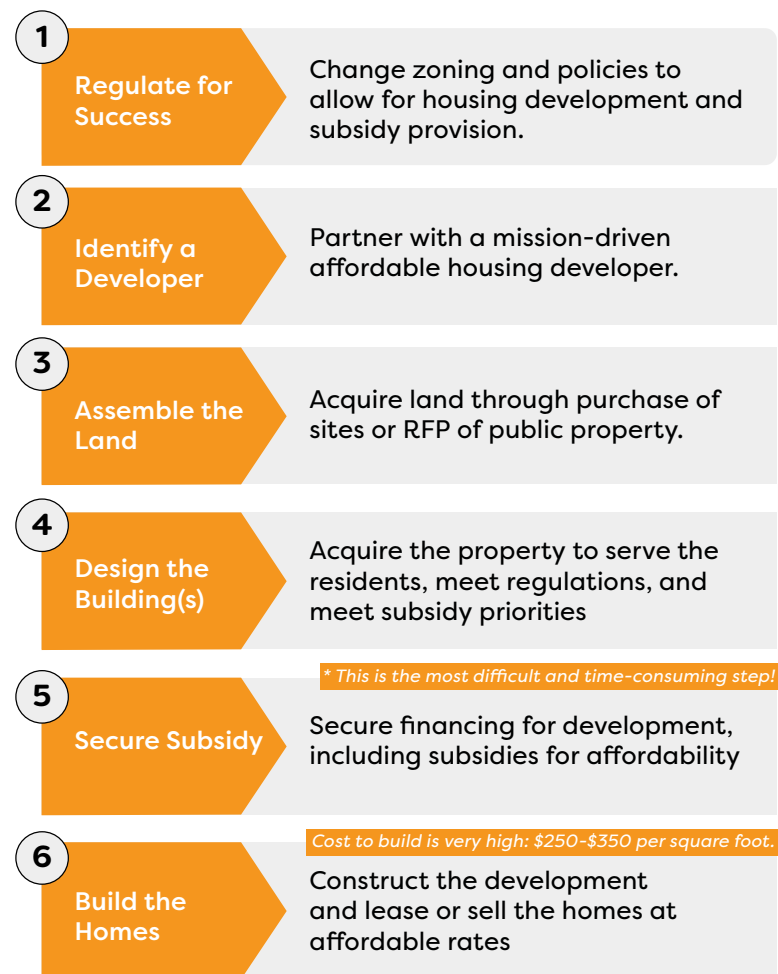 1
Regulate for
Success
Change zoning and policies to
allow for housing development and
subsidy provision.
2
Identify a
Developer
Partner with a mission-driven
affordable housing developer.
3
Assemble the
Land
Acquire land through purchase of
sites or RFP of public property.
4
Design the
Building(s)
Acquire the property to serve the
residents, meet regulations, and
meet subsidy priorities
* This is the most difficult and time-consuming step!
5
Secure Subsidy
Secure financing for development,
including subsidies for affordability
Cost to build is very high: $250-$350 per square foot.
6
Build the
Homes
Construct the development
and lease or sell the homes at
affordable rates